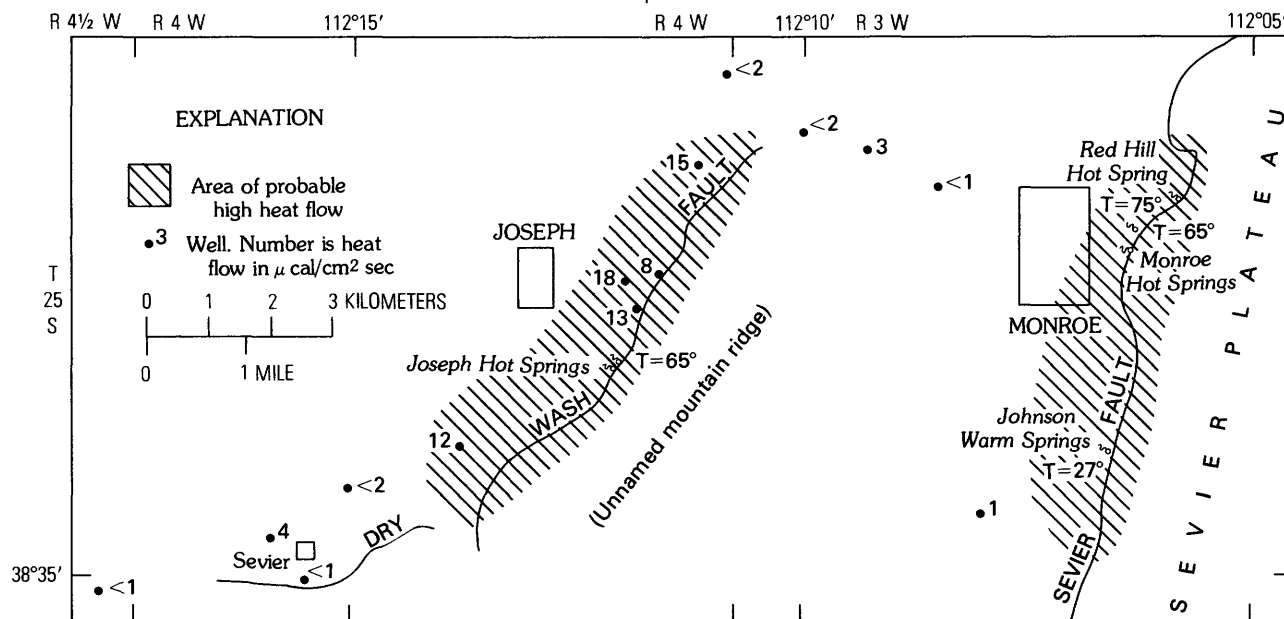 R 4½ W
R 4 W
112°15'
R 4 W
112°10'
R 3 W
112°05'
<2
EXPLANATION
Area of probable
high heat flow
3
Well. Number is heat
flow in μ cal/cm² sec
0 1 2 3 KILOMETERS
0 1 MILE
T
25
S
<2
3
<1
15
FAULT
JOSEPH
18
8
13
Joseph Hot Springs
T=65°
WASH
12
(Unnamed mountain ridge)
<2
4
Sevier
<1
DRY
38°35'
<1
Red Hill
Hot Spring
T=75°
T=65°
Monroe
Hot Springs
MONROE
FAULT
Johnson
Warm Springs
T=27°
1
SEVIER
SEVIER PLATEAU